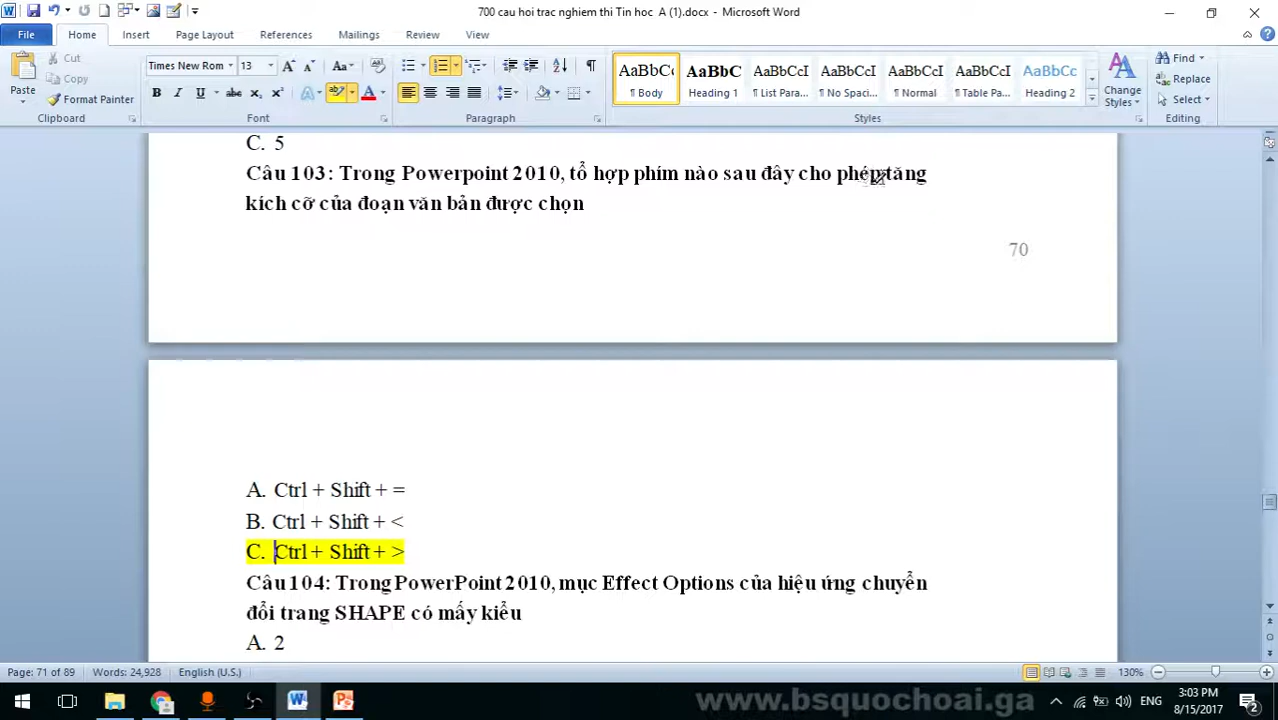 700 cau hoi trac nghiem thi Tin hoc A (1).docx - Microsoft Word
File Home Insert Page Layout References Mailings Review View
Paste
Cut
Copy
Format Painter
Clipboard
Times New Rom 13
Font
Paragraph
AaBbC ¶ Body
AaBbC Heading 1
AaBbCcI ¶ List Para...
AaBbCcI ¶ No Spaci...
AaBbCcI ¶ Normal
AaBbCcI ¶ Table Pa...
AaBbCc Heading 2
Change Styles
Styles
Find
Replace
Select
Editing
C. 5
Câu 103: Trong Powerpoint 2010, tổ hợp phím nào sau đây cho phép tăng
kích cỡ của đoạn văn bản được chọn
70
A. Ctrl + Shift + =
B. Ctrl + Shift + <
C. Ctrl + Shift + >
Câu 104: Trong PowerPoint 2010, mục Effect Options của hiệu ứng chuyển
đổi trang SHAPE có mấy kiểu
A. 2
Page: 71 of 89 Words: 24,928 English (U.S.) 130%
www.bsquochoai.ga
ENG
3:03 PM
8/15/2017
2